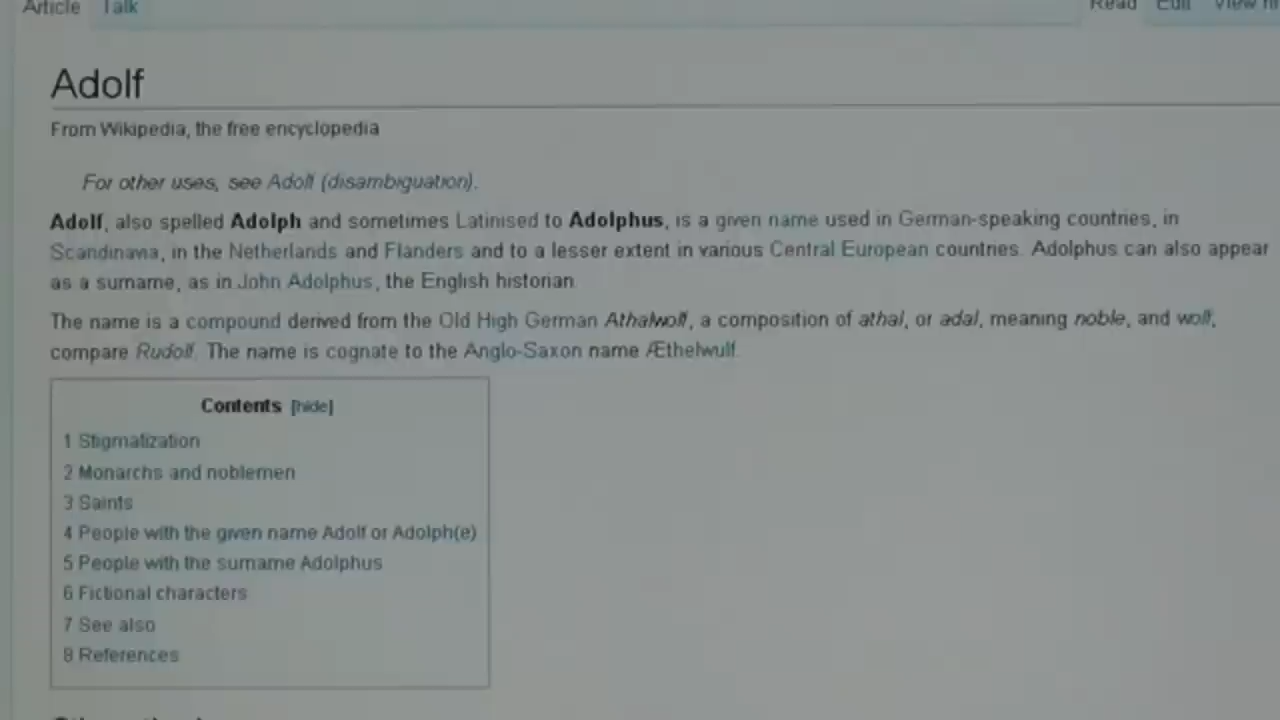 Article Talk Read Edit
Adolf
From Wikipedia, the free encyclopedia
For other uses, see Adolf (disambiguation).
Adolf, also spelled Adolph and sometimes Latinised to Adolphus, is a given name used in German-speaking countries, in
Scandinavia, in the Netherlands and Flanders and to a lesser extent in various Central European countries. Adolphus can also appear
as a surname, as in John Adolphus, the English historian.
The name is a compound derived from the Old High German Athalwolf, a composition of athal, or adal, meaning noble, and wolf;
compare Rudolf. The name is cognate to the Anglo-Saxon name Æthelwulf.
Contents [hide]
1 Stigmatization
2 Monarchs and noblemen
3 Saints
4 People with the given name Adolf or Adolph(e)
5 People with the surname Adolphus
6 Fictional characters
7 See also
8 References